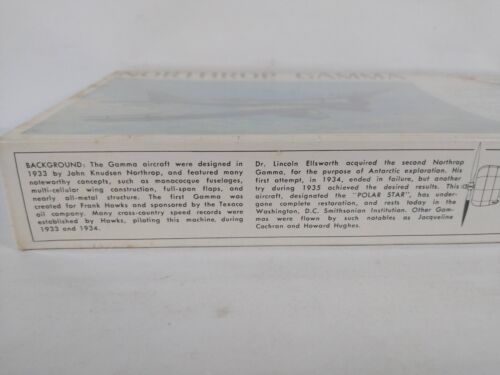 NORTHROP GAMMA
BACKGROUND: The Gamma aircraft were designed in
1933 by John Knudsen Northrop, and featured many
noteworthy concepts, such as monocacque fuselages,
multi-cellular wing construction, full-span flaps, and
nearly all-metal structure. The first Gamma was
created for Frank Hawks and sponsored by the Texaco
oil company. Many cross-country speed records were
established by Hawks, piloting this machine, during
1933 and 1934.
Dr. Lincoln Ellsworth acquired the second Northrop
Gamma, for the purpose of Antarctic exploration. His
first attempt, in 1934, ended in failure, but another
try during 1935 achieved the desired results. This
aircraft, designated the "POLAR STAR", has under-
gone complete restoration, and rests today in the
Washington, D.C. Smithsonian Institution. Other Gam-
mas were flown by such notables as Jacqueline
Cochran and Howard Hughes.